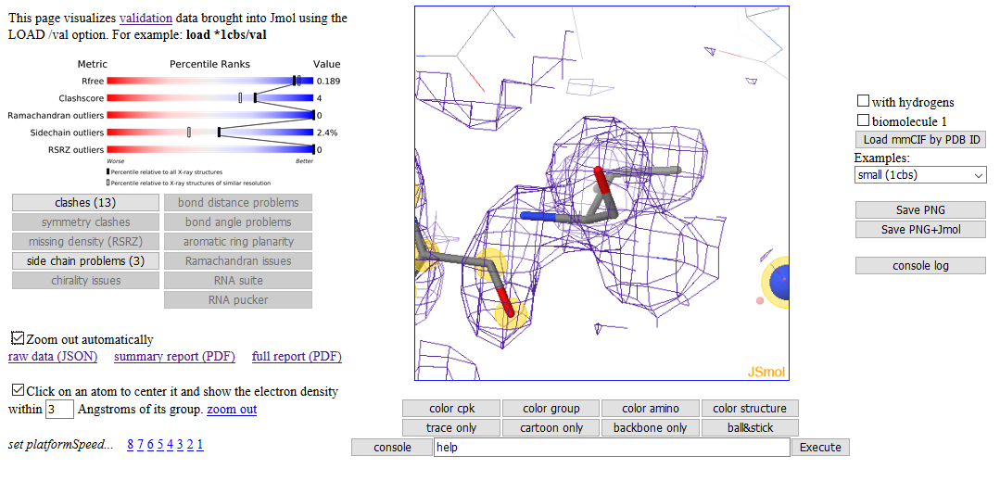 This page visualizes validation data brought into Jmol using the
LOAD /val option. For example: load *1cbs/val
Metric Percentile Ranks Value
Rfree 0.189
Clashscore 4
Ramachandran outliers 0
Sidechain outliers 2.4%
RSRZ outliers 0
Worse Better
Percentile relative to all X-ray structures
Percentile relative to X-ray structures of similar resolution
clashes (13) bond distance problems
symmetry clashes bond angle problems
missing density (RSRZ) aromatic ring planarity
side chain problems (3) Ramachandran issues
chirality issues RNA suite
RNA pucker
Zoom out automatically
raw data (JSON) summary report (PDF) full report (PDF)
Click on an atom to center it and show the electron density
within 3 Angstroms of its group. zoom out
set platformSpeed... 8 7 6 5 4 3 2 1
JSmol
color cpk color group color amino color structure
trace only cartoon only backbone only ball&stick
console help Execute
with hydrogens
biomolecule 1
Load mmCIF by PDB ID
Examples:
small (1cbs)
Save PNG
Save PNG+Jmol
console log